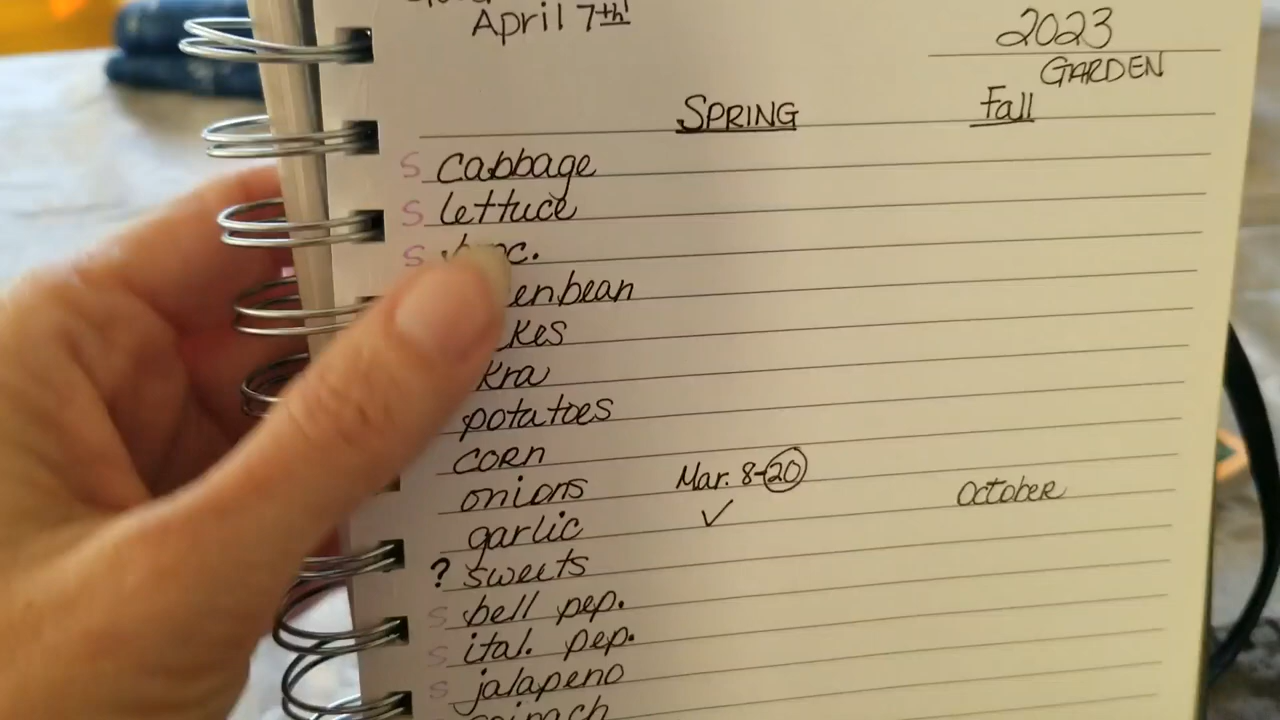 April 7th!
2023
GARDEN
SPRING Fall
S cabbage
S lettuce
S
enbean
kes
kra
potatoes
corn
onions Mar. 8-20
garlic ✓ October
? sweets
S bell pep.
S ital. pep.
S jalapeno
spinach